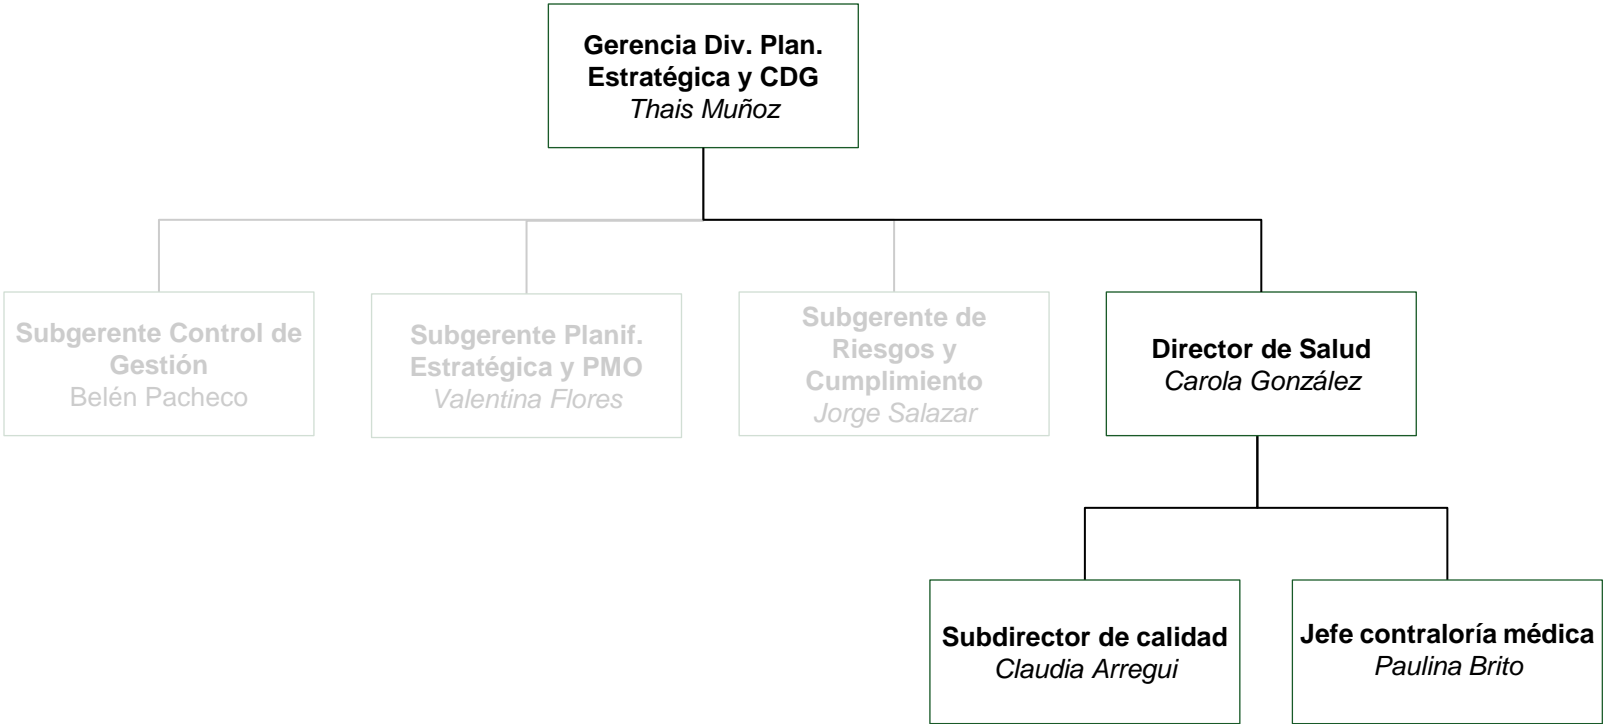 Gerencia Div. Plan.
Estratégica y CDG
Thais Muñoz
Subgerente Control de
Gestión
Belén Pacheco
Subgerente Planif.
Estratégica y PMO
Valentina Flores
Subgerente de
Riesgos y
Cumplimiento
Jorge Salazar
Director de Salud
Carola González
Subdirector de calidad
Claudia Arregui
Jefe contraloría médica
Paulina Brito